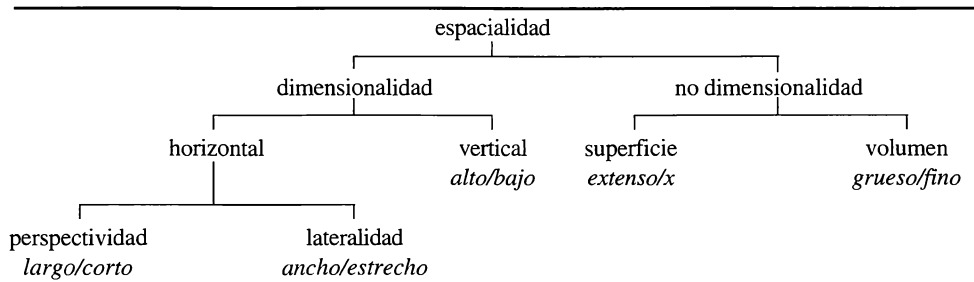 espacialidad
dimensionalidad no dimensionalidad
horizontal vertical superficie volumen
alto/bajo extenso/x grueso/fino
perspectividad lateralidad
largo/corto ancho/estrecho